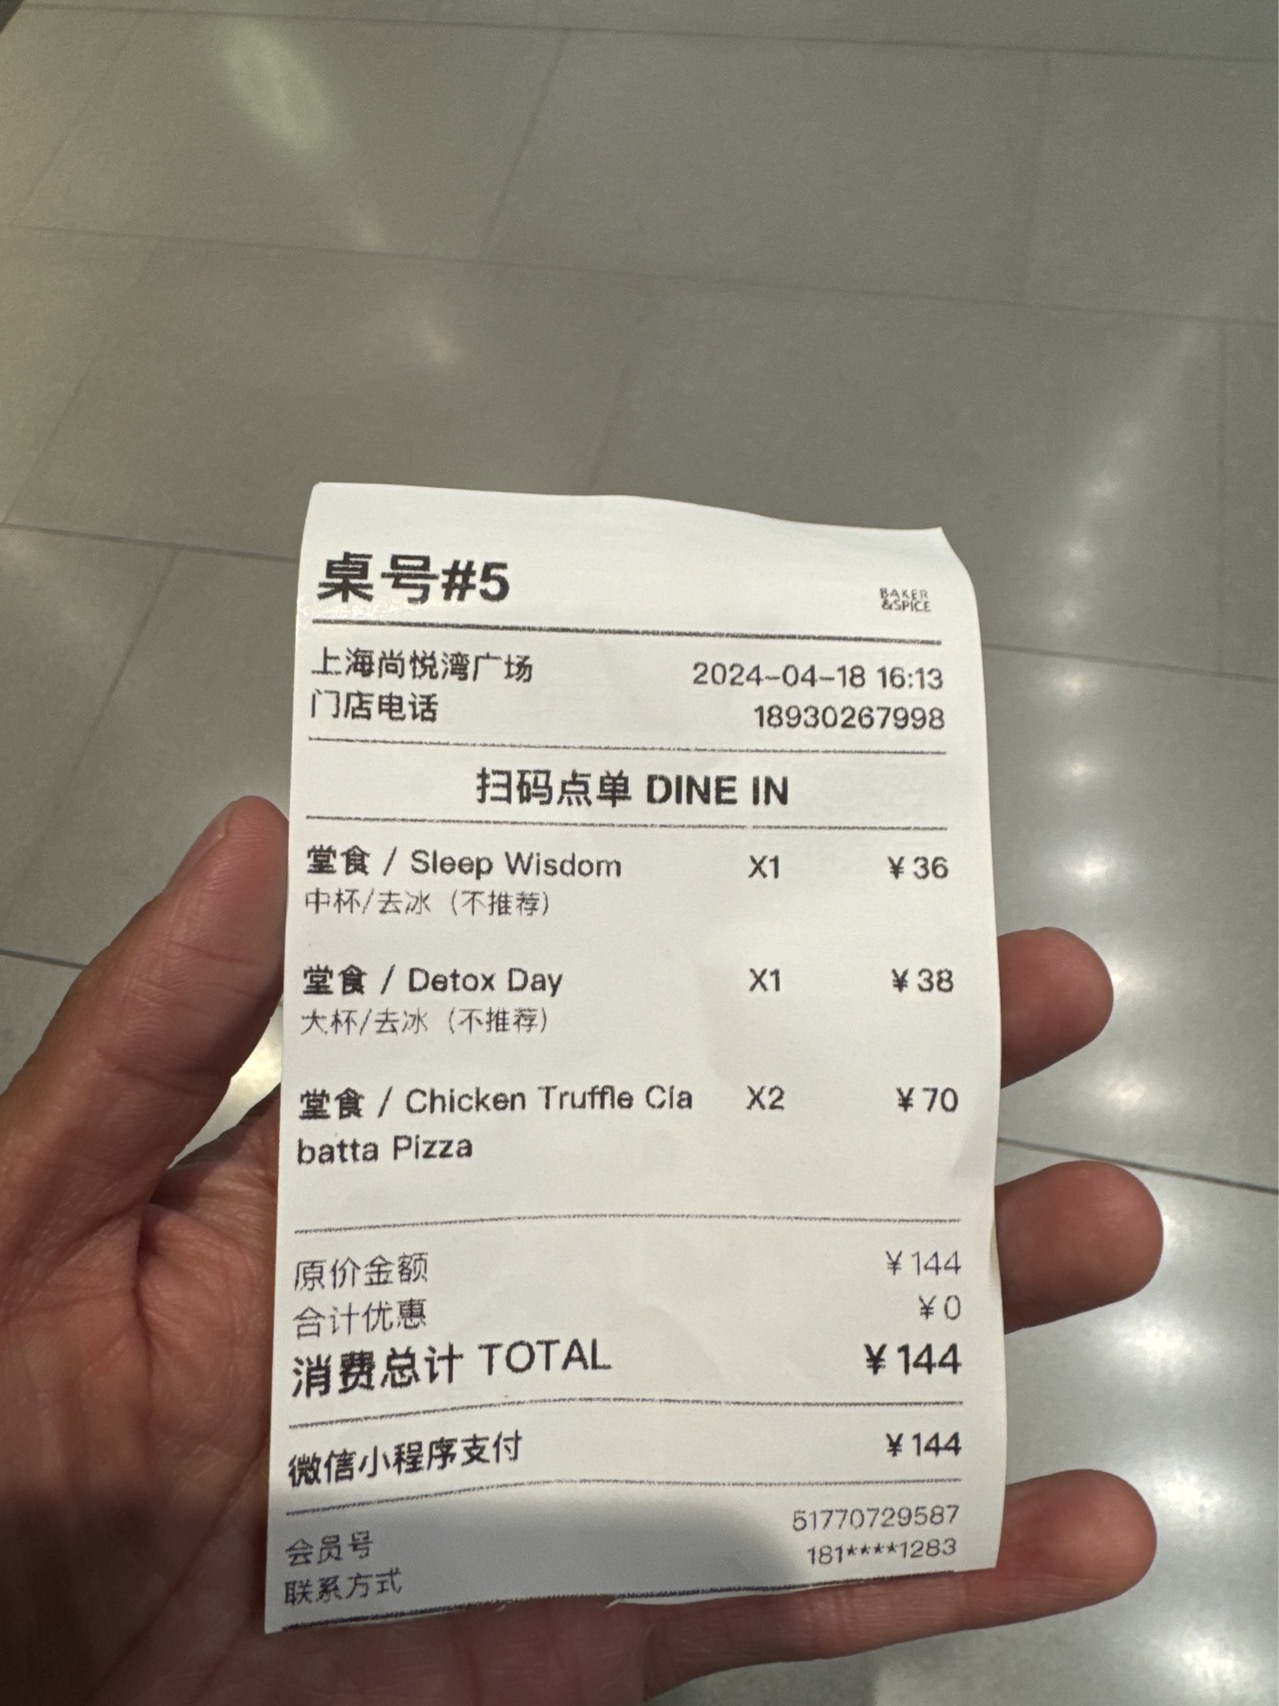 桌号#5
BAKER
&SPICE
上海尚悦湾广场 2024-04-18 16:13
门店电话 18930267998
扫码点单 DINE IN
堂食 / Sleep Wisdom X1 ¥36
中杯/去冰（不推荐）
堂食 / Detox Day X1 ¥38
大杯/去冰（不推荐）
堂食 / Chicken Truffle Cia X2 ¥70
batta Pizza
原价金额 ¥144
合计优惠 ¥0
消费总计 TOTAL ¥144
微信小程序支付 ¥144
会员号 51770729587
联系方式 181****1283